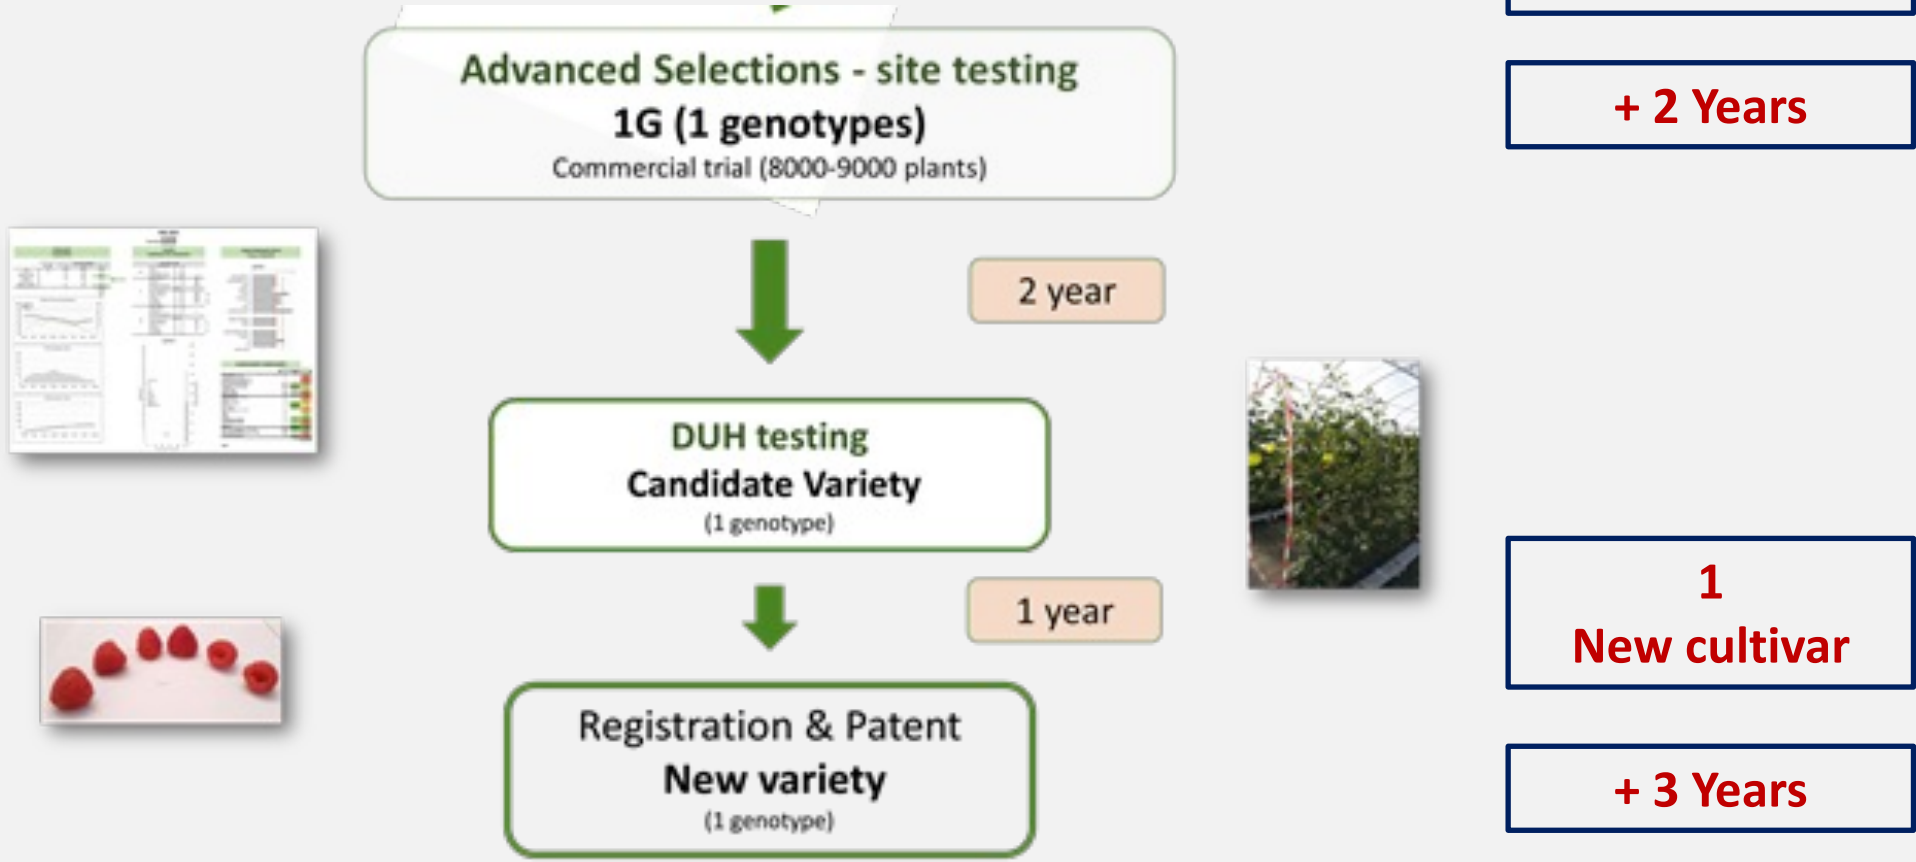 Advanced Selections - site testing
1G (1 genotypes)
Commercial trial (8000-9000 plants)
+ 2 Years
2 year
DUH testing
Candidate Variety
(1 genotype)
1 year
1
New cultivar
Registration & Patent
New variety
(1 genotype)
+ 3 Years